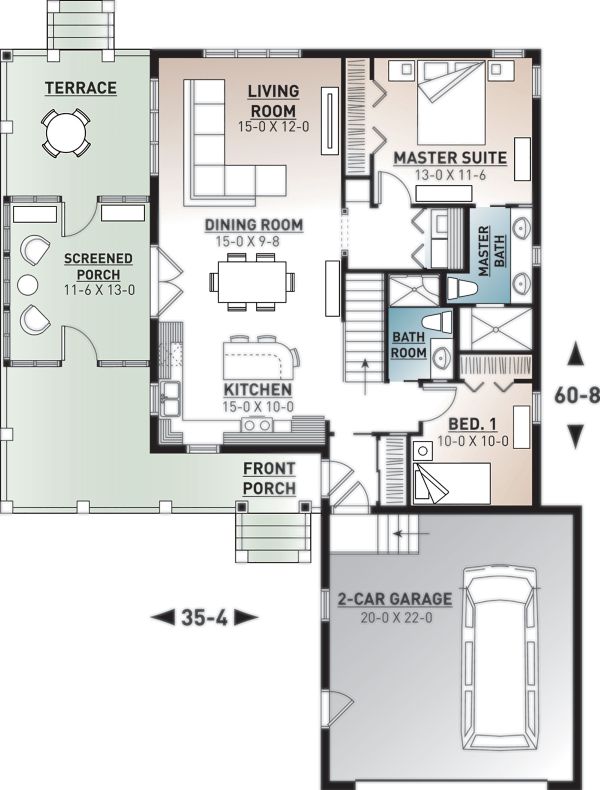 TERRACE
LIVING
ROOM
15-0 X 12-0
MASTER SUITE
13-0 X 11-6
DINING ROOM
15-0 X 9-8
SCREENED
PORCH
11-6 X 13-0
MASTER
BATH
BATH
ROOM
KITCHEN
15-0 X 10-0
BED. 1
10-0 X 10-0
60-8
FRONT
PORCH
35-4
2-CAR GARAGE
20-0 X 22-0